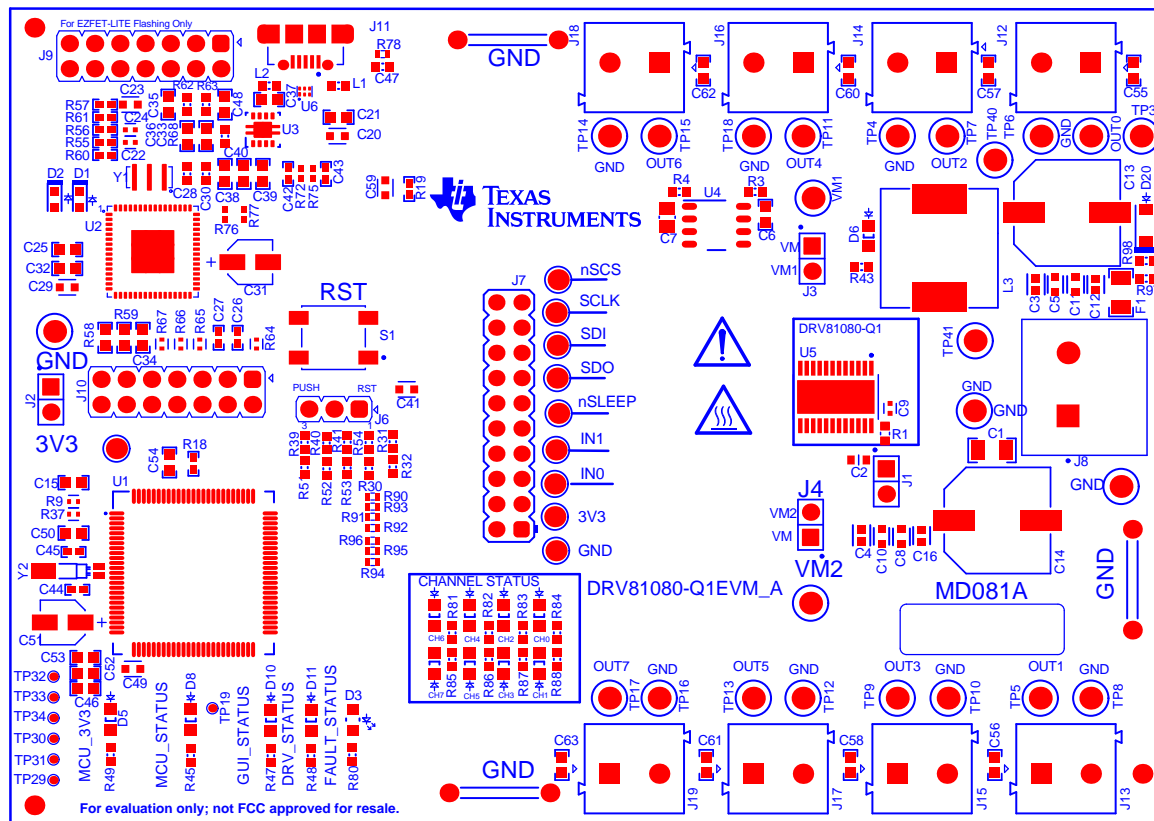 For EZFET-LITE Flashing Only
J9
J11
R78
C47
L2
L1
C37
U6
C23
R62
R63
C35
C48
R57
R61
R56
R55
R60
C24
C22
C36
C33
R68
U3
C21
C20
C40
C43
Y1
C28
C30
C38
C39
C42
R72
R75
R76
R77
D2
D1
U2
1
C25
C32
C29
C31
C59
R19
TEXAS
INSTRUMENTS
J18
J16
J14
J12
GND
C62
C60
C57
C55
TP14
TP15
TP18
TP11
TP4
TP7
TP40
TP6
TP3
GND
OUT6
GND
OUT4
GND
OUT2
GND
OUT0
R4
U4
R3
C7
C6
VM1
C13
D20
VM
VM1
J3
D6
R43
L3
R98
R9
C3
C5
C11
C12
F1
R58
R59
R67
R66
R65
C27
C26
R64
C34
GND
RST
S1
J7
nSCS
SCLK
SDI
SDO
nSLEEP
IN1
IN0
3V3
GND
DRV81080-Q1
U5
C9
R1
TP41
GND
GND
C1
J8
GND
J2
3V3
J10
PUSH
RST
3
1
J6
C41
R39
R40
R41
R54
R31
R32
R51
R52
R53
R30
R90
R93
R91
R92
R96
R95
R94
C54
R18
C15
U1
R9
R37
C50
C45
Y2
C44
C51
C53
C52
C49
C46
C2
J1
J4
VM2
VM
VM2
C4
C10
C8
C16
C14
GND
CHANNEL STATUS
R81
R82
R83
R84
CH6
CH4
CH2
CH0
R85
R86
R87
R88
CH7
CH5
CH3
DRV81080-Q1EVM_A
MD081A
TP32
TP33
TP34
TP30
TP31
TP29
MCU_3V3
D5
R49
MCU_STATUS
D8
R45
TP19
GUI_STATUS
D10
R47
DRV_STATUS
D11
R48
FAULT_STATUS
D3
R80
OUT7
GND
OUT5
GND
OUT3
GND
OUT1
GND
TP17
TP16
TP13
TP12
TP9
TP10
TP5
TP8
C63
C61
C58
C56
GND
J19
J17
J15
J13
For evaluation only; not FCC approved for resale.